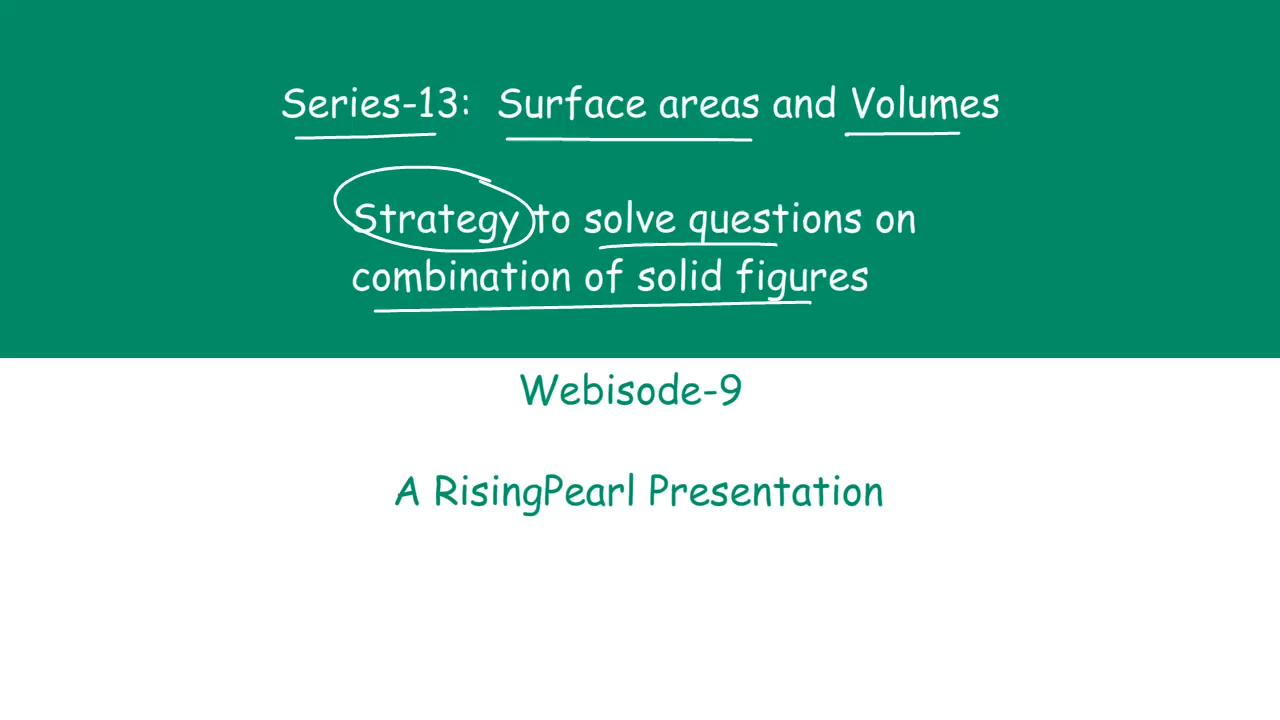 Series-13: Surface areas and Volumes
Strategy to solve questions on
combination of solid figures
Webisode-9
A RisingPearl Presentation